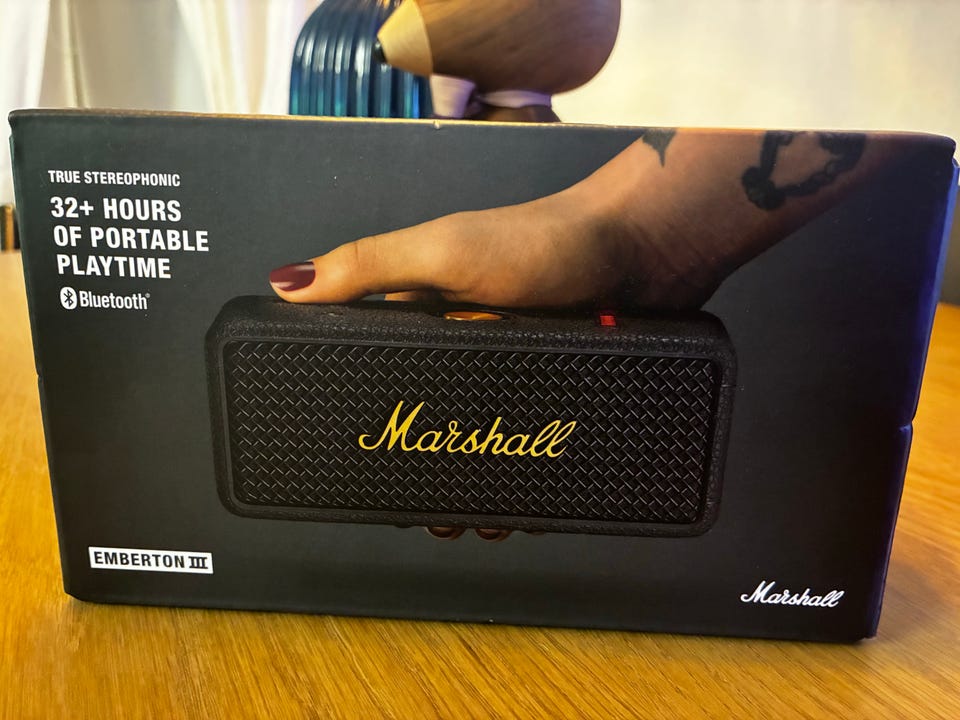 TRUE STEREOPHONIC
32+ HOURS
OF PORTABLE
PLAYTIME
Bluetooth®
Marshall
EMBERTON III
Marshall